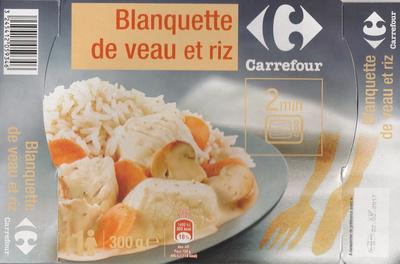 Blanquette
de veau et riz
Carrefour
2 min
Blanquette
de veau et riz
Carrefour
Blanquette
de veau et riz
Carrefour
1
300 g e